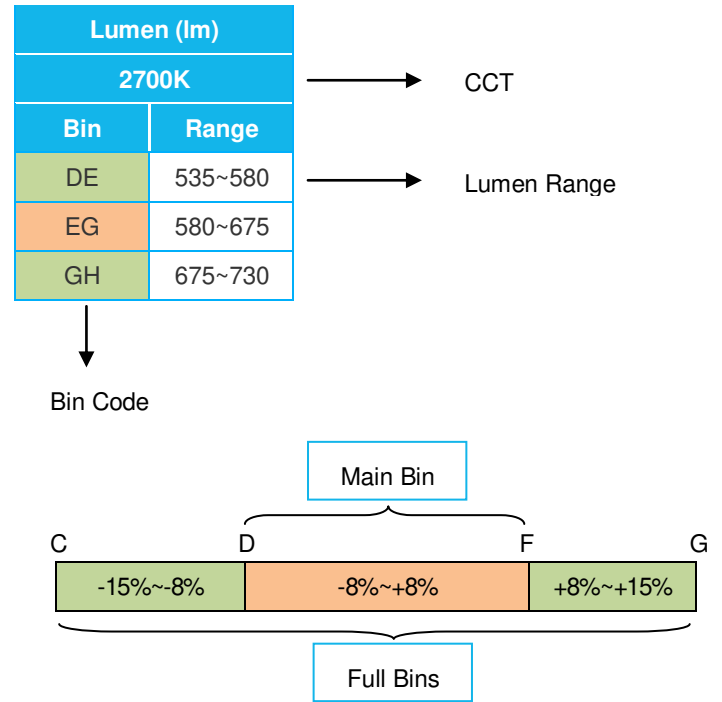 Lumen (lm)
2700K
CCT
Bin Range
DE 535~580
Lumen Range
EG 580~675
GH 675~730
Bin Code
Main Bin
C D F G
-15%~-8% -8%~+8% +8%~+15%
Full Bins